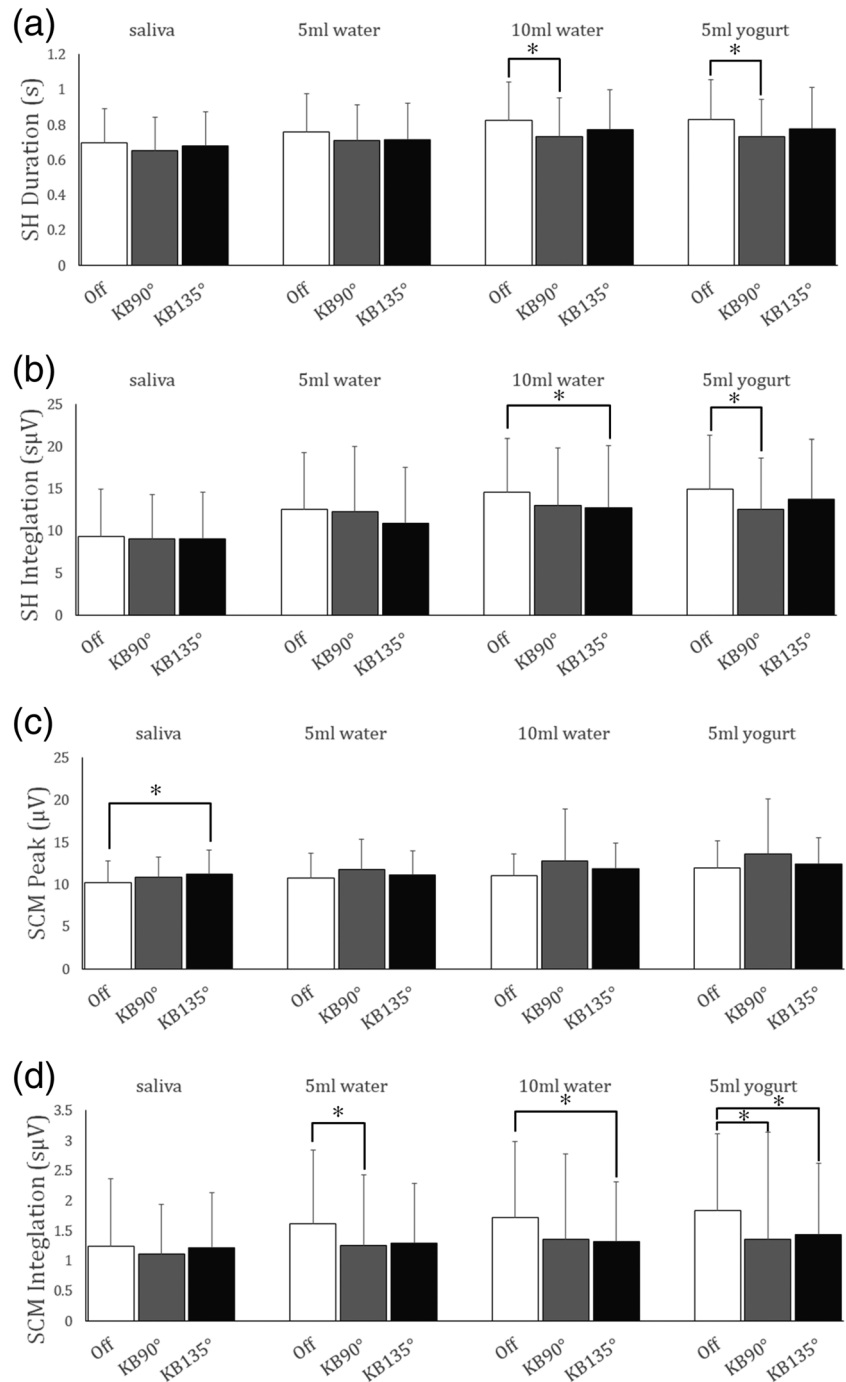 (a)
saliva 5ml water 10ml water 5ml yogurt
* *
SH Duration (s)
1.2
1
0.8
0.6
0.4
0.2
0
Off KB90° KB135° Off KB90° KB135° Off KB90° KB135° Off KB90° KB135°
(b)
saliva 5ml water 10ml water 5ml yogurt
* *
SH Integlation (sµV)
25
20
15
10
5
0
Off KB90° KB135° Off KB90° KB135° Off KB90° KB135° Off KB90° KB135°
(c)
saliva 5ml water 10ml water 5ml yogurt
*
SCM Peak (µV)
25
20
15
10
5
0
Off KB90° KB135° Off KB90° KB135° Off KB90° KB135° Off KB90° KB135°
(d)
saliva 5ml water 10ml water 5ml yogurt
* * * *
SCM Integlation (sµV)
3.5
3
2.5
2
1.5
1
0.5
0
Off KB90° KB135° Off KB90° KB135° Off KB90° KB135° Off KB90° KB135°